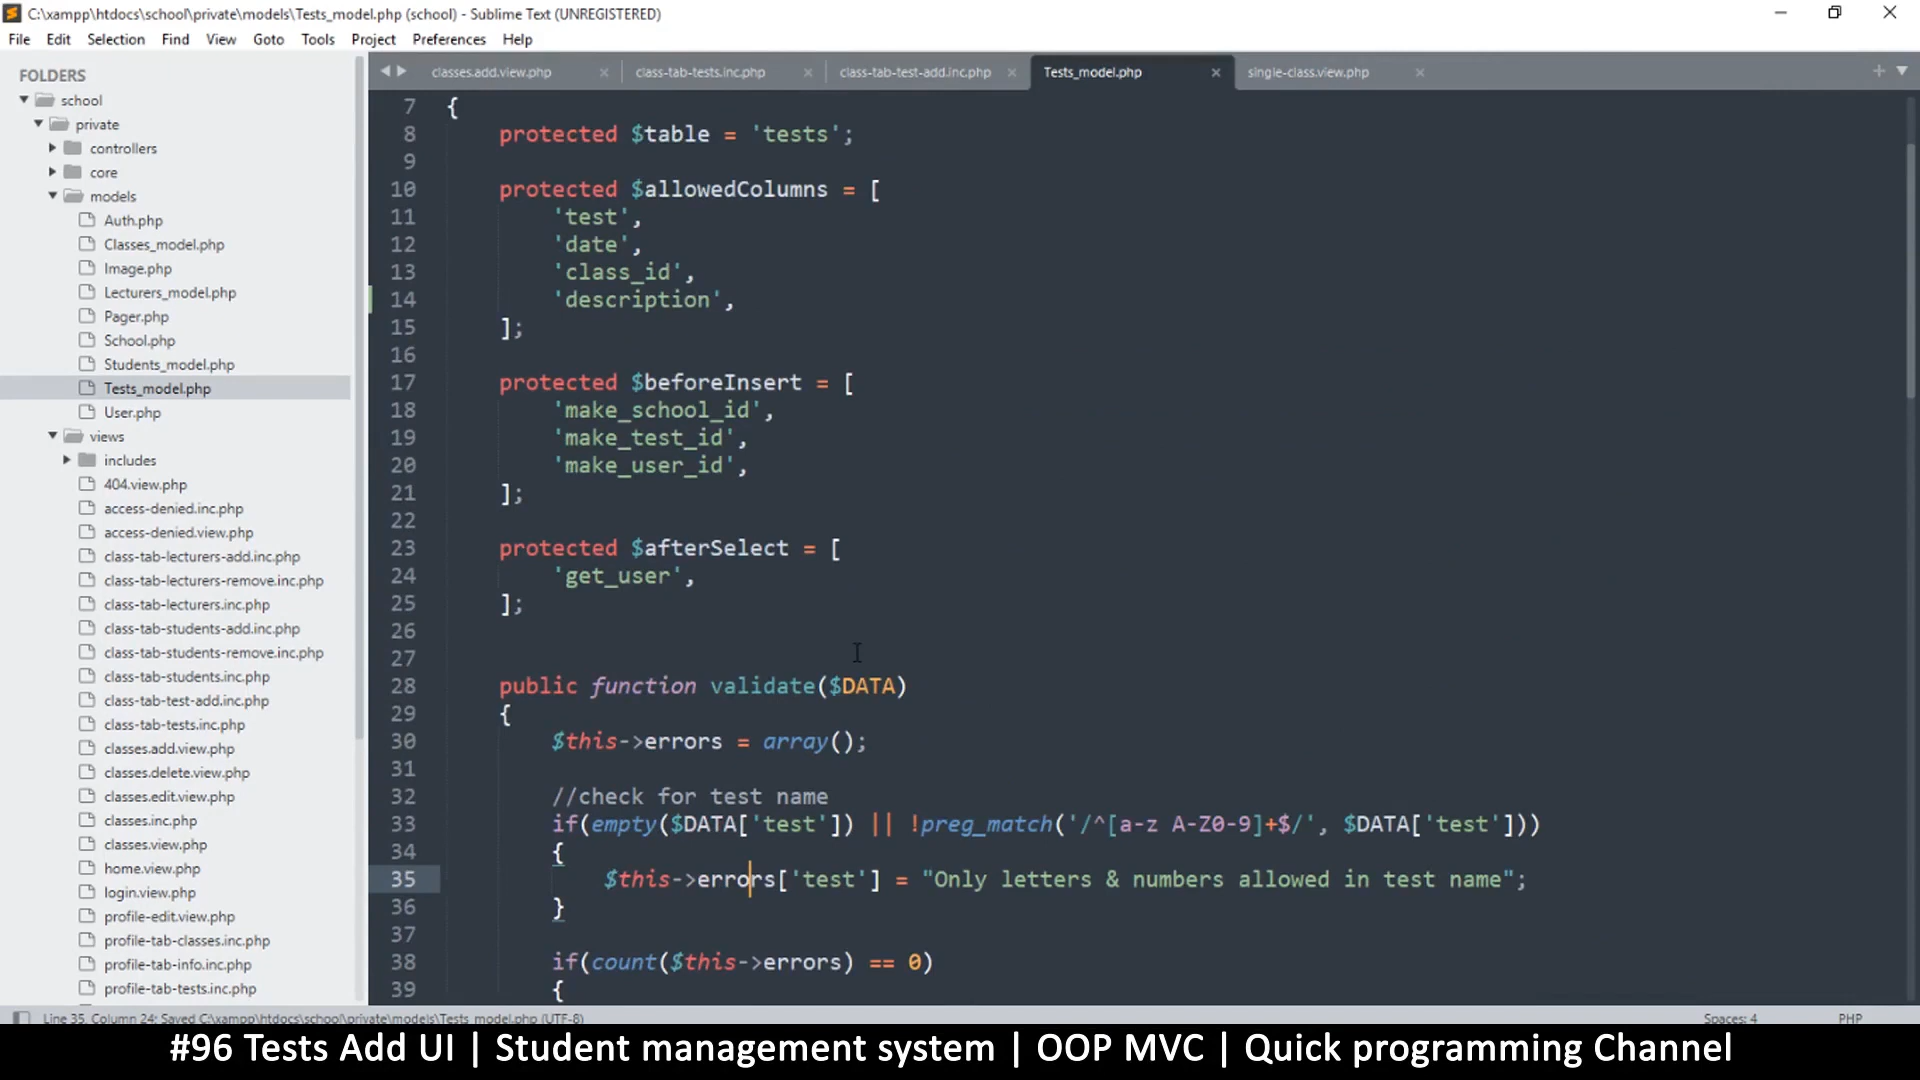 C:\xampp\htdocs\school\private\models\Tests_model.php (school) - Sublime Text (UNREGISTERED)
File Edit Selection Find View Goto Tools Project Preferences Help
FOLDERS
school
private
controllers
core
models
Auth.php
Classes_model.php
Image.php
Lecturers_model.php
Pager.php
School.php
Students_model.php
Tests_model.php
User.php
views
includes
404.view.php
access-denied.inc.php
access-denied.view.php
class-tab-lecturers-add.inc.php
class-tab-lecturers-remove.inc.php
class-tab-lecturers.inc.php
class-tab-students-add.inc.php
class-tab-students-remove.inc.php
class-tab-students.inc.php
class-tab-test-add.inc.php
class-tab-tests.inc.php
classes.add.view.php
classes.delete.view.php
classes.edit.view.php
classes.inc.php
classes.view.php
home.view.php
login.view.php
profile-edit.view.php
profile-tab-classes.inc.php
profile-tab-info.inc.php
profile-tab-tests.inc.php
classes.add.view.php class-tab-tests.inc.php class-tab-test-add.inc.php Tests_model.php single-class.view.php
7 {
8 protected $table = 'tests';
9
10 protected $allowedColumns = [
11 'test',
12 'date',
13 'class_id',
14 'description',
15 ];
16
17 protected $beforeInsert = [
18 'make_school_id',
19 'make_test_id',
20 'make_user_id',
21 ];
22
23 protected $afterSelect = [
24 'get_user',
25 ];
26
27
28 public function validate($DATA)
29 {
30 $this->errors = array();
31
32 //check for test name
33 if(empty($DATA['test']) || !preg_match('/^[a-z A-Z0-9]+$/', $DATA['test']))
34 {
35 $this->errors['test'] = "Only letters & numbers allowed in test name";
36 }
37
38 if(count($this->errors) == 0)
39 {
Line 35, Column 24; Saved C:\xampp\htdocs\school\private\models\Tests_model.php (UTF-8) Spaces: 4 PHP
#96 Tests Add UI | Student management system | OOP MVC | Quick programming Channel